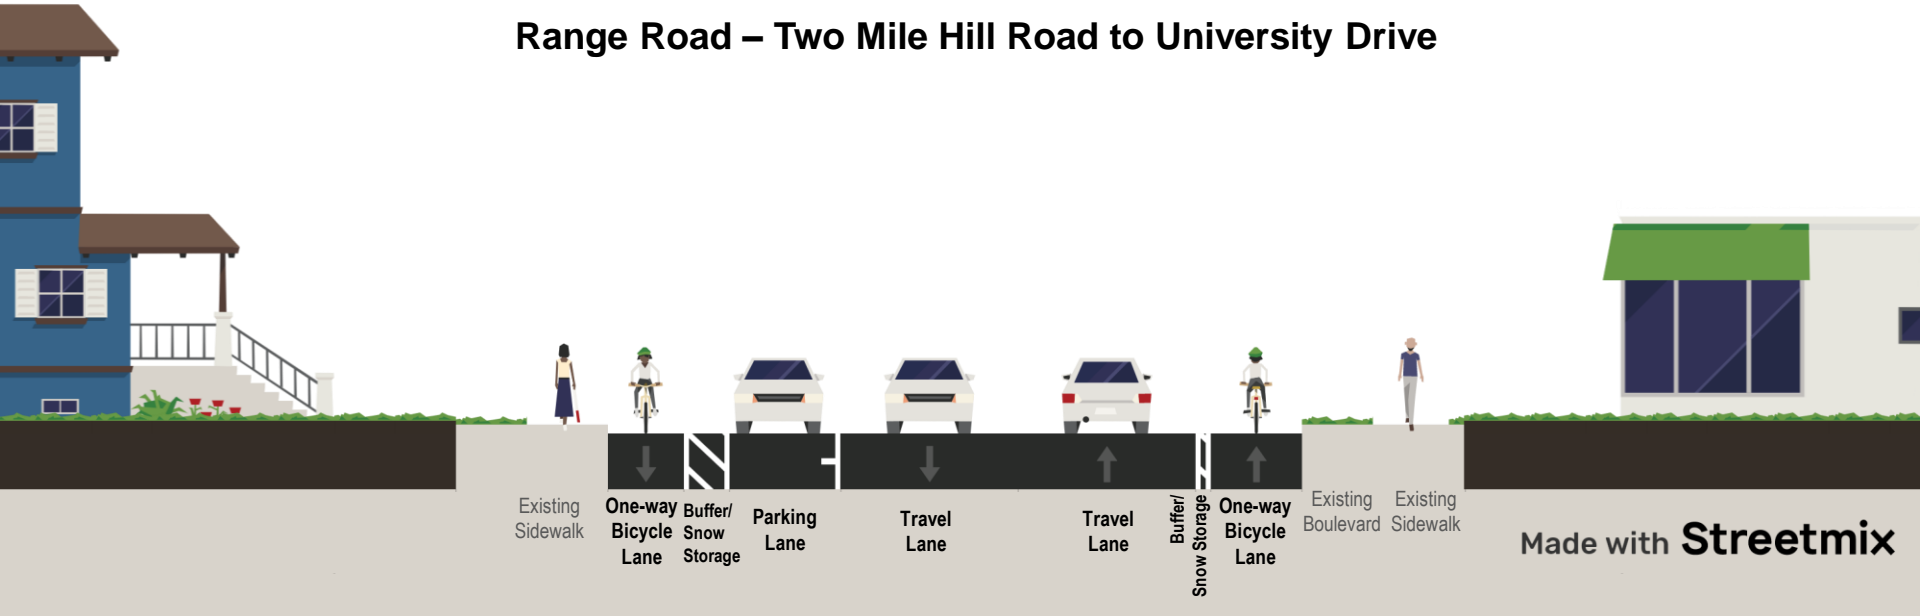 Range Road – Two Mile Hill Road to University Drive
Existing
Sidewalk
One-way
Bicycle
Lane
Buffer/
Snow
Storage
Parking
Lane
Travel
Lane
Travel
Lane
Buffer/
Snow Storage
One-way
Bicycle
Lane
Existing
Boulevard
Existing
Sidewalk
Made with Streetmix